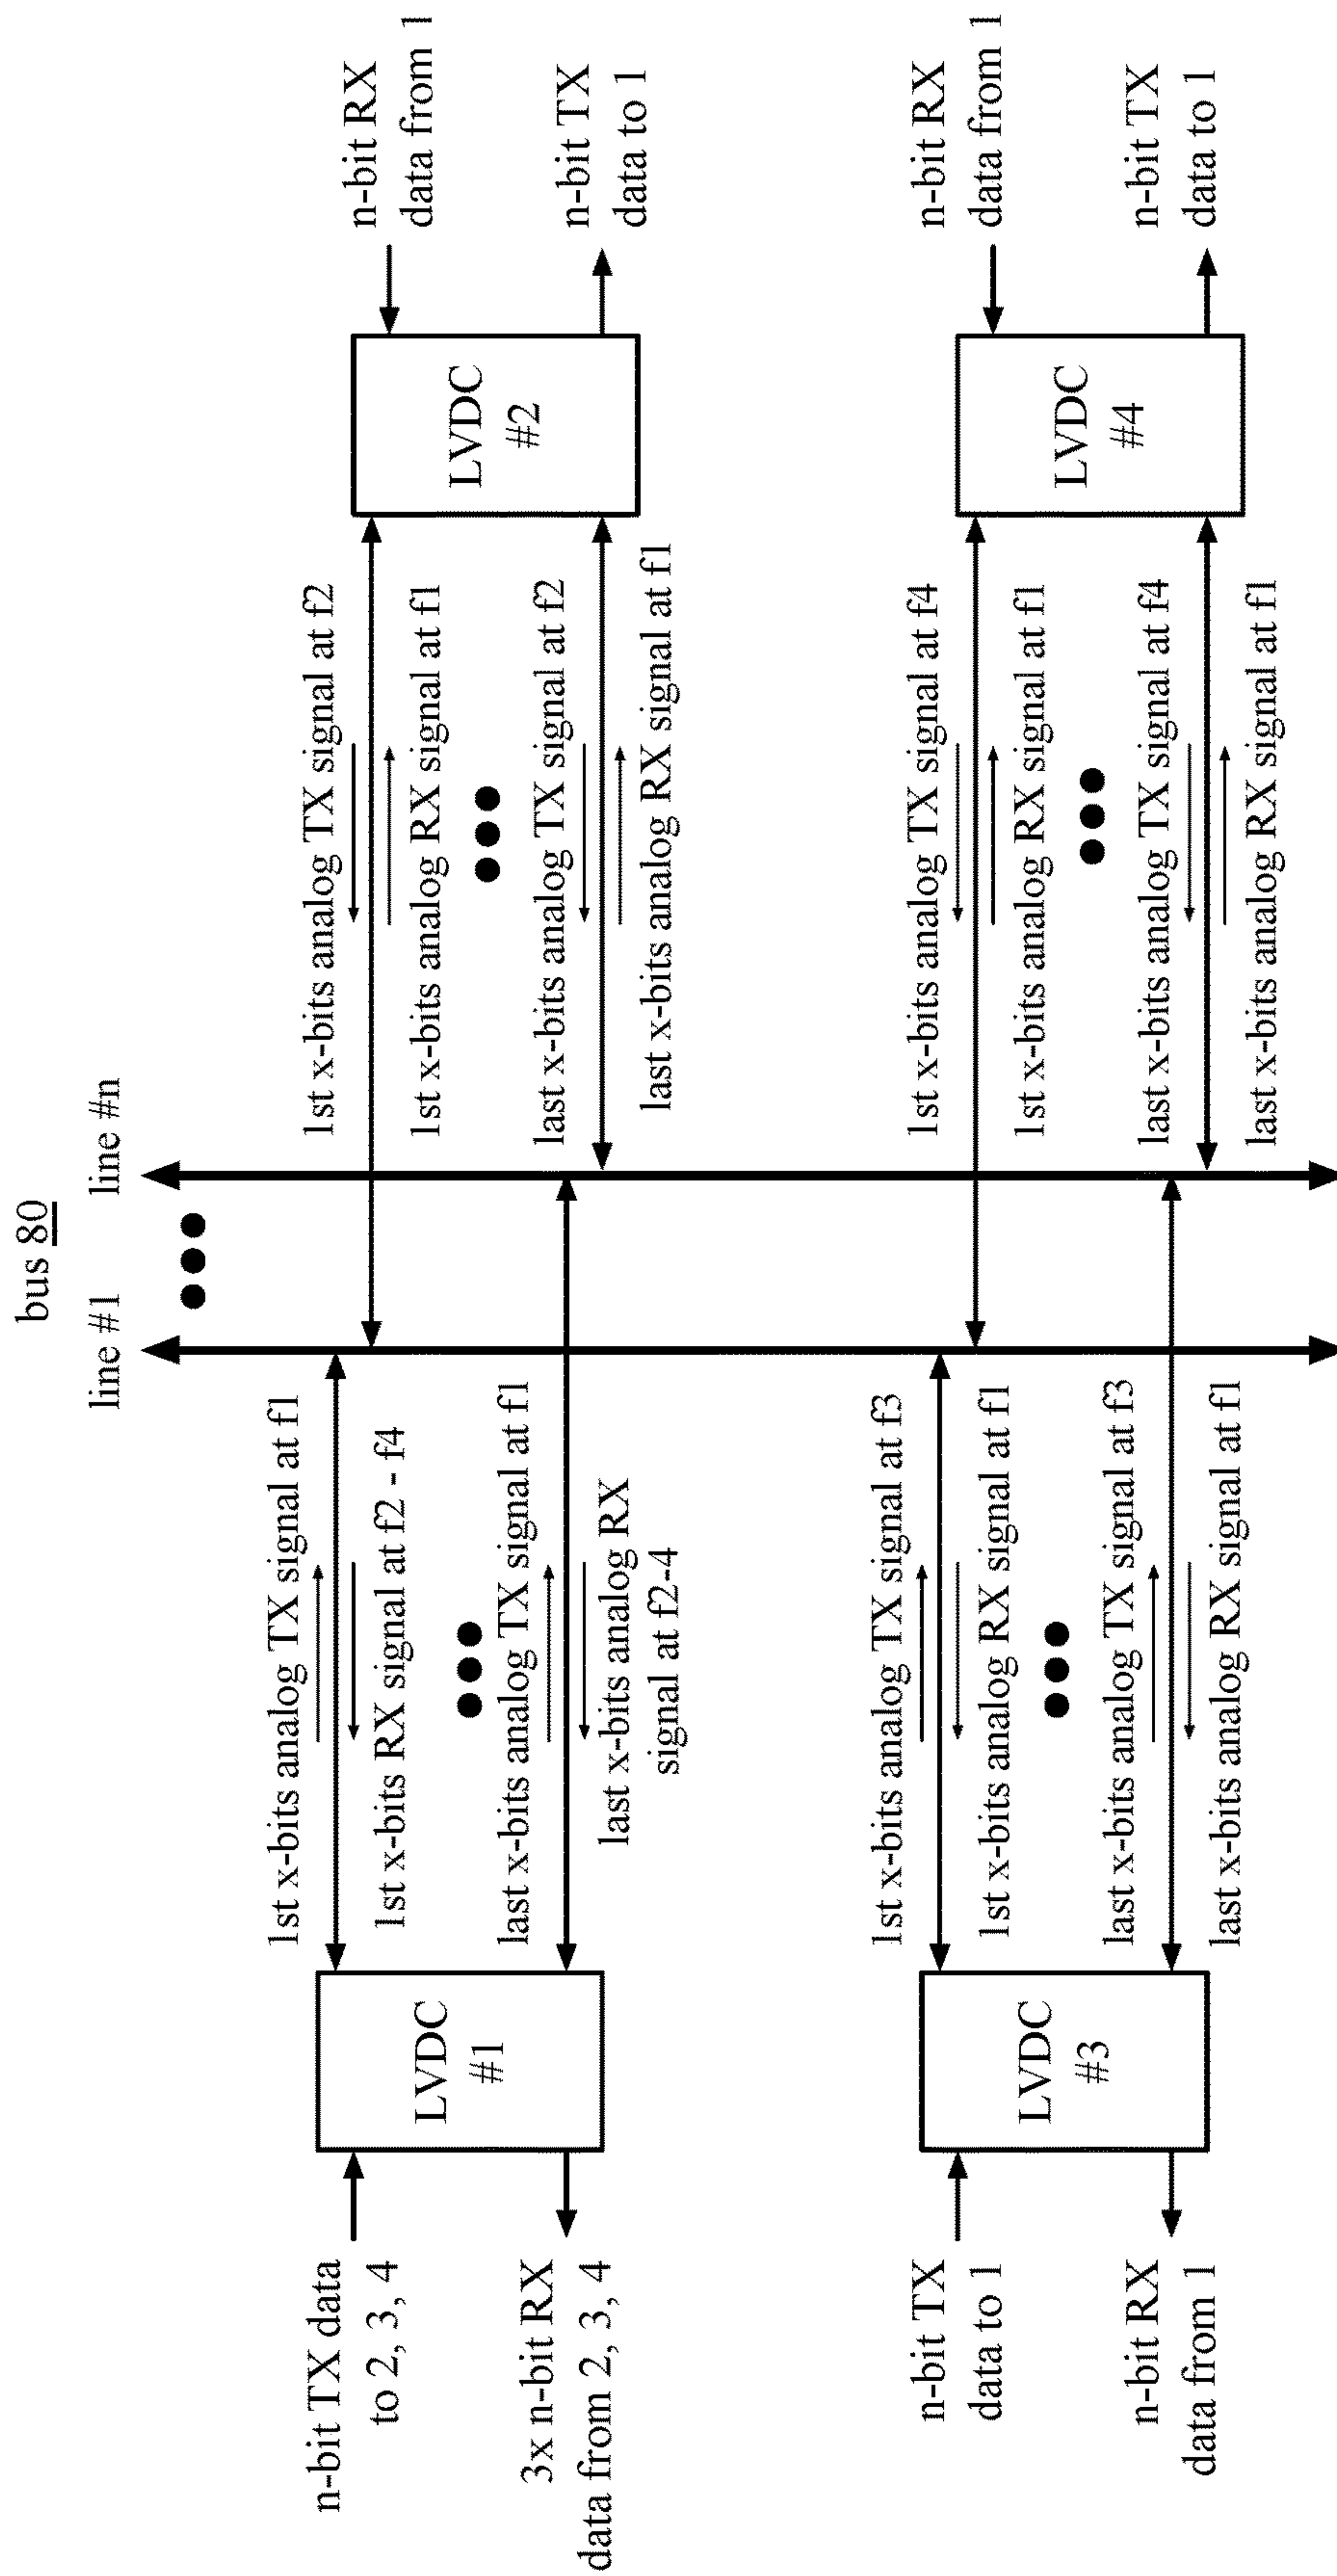 bus 80
line #1
line #n
n-bit TX data
to 2, 3, 4
3x n-bit RX
data from 2, 3, 4
LVDC
#1
1st x-bits analog TX signal at f1
1st x-bits RX signal at f2 - f4
last x-bits analog TX signal at f1
last x-bits analog RX
signal at f2-4
1st x-bits analog TX signal at f2
1st x-bits analog RX signal at f1
last x-bits analog TX signal at f2
last x-bits analog RX signal at f1
LVDC
#2
n-bit RX
data from 1
n-bit TX
data to 1
n-bit TX
data to 1
n-bit RX
data from 1
LVDC
#3
1st x-bits analog TX signal at f3
1st x-bits analog RX signal at f1
last x-bits analog TX signal at f3
last x-bits analog RX signal at f1
1st x-bits analog TX signal at f4
1st x-bits analog RX signal at f1
last x-bits analog TX signal at f4
last x-bits analog RX signal at f1
LVDC
#4
n-bit RX
data from 1
n-bit TX
data to 1